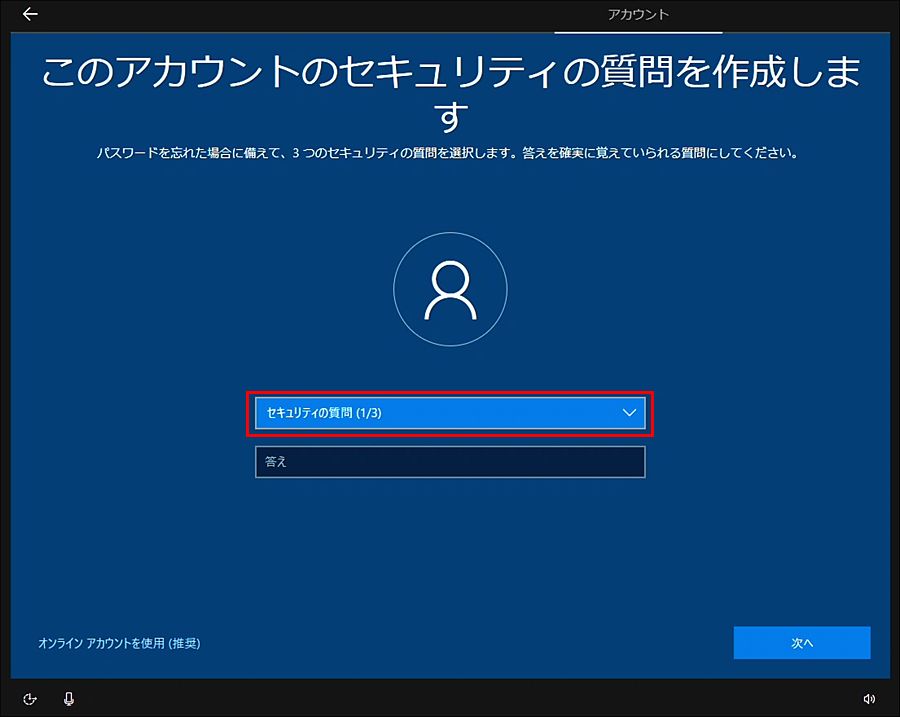 アカウント
このアカウントのセキュリティの質問を作成しま
す
パスワードを忘れた場合に備えて、3 つのセキュリティの質問を選択します。答えを確実に覚えていられる質問にしてください。
セキュリティの質問 (1/3)
答え
オンライン アカウントを使用 (推奨)
次へ